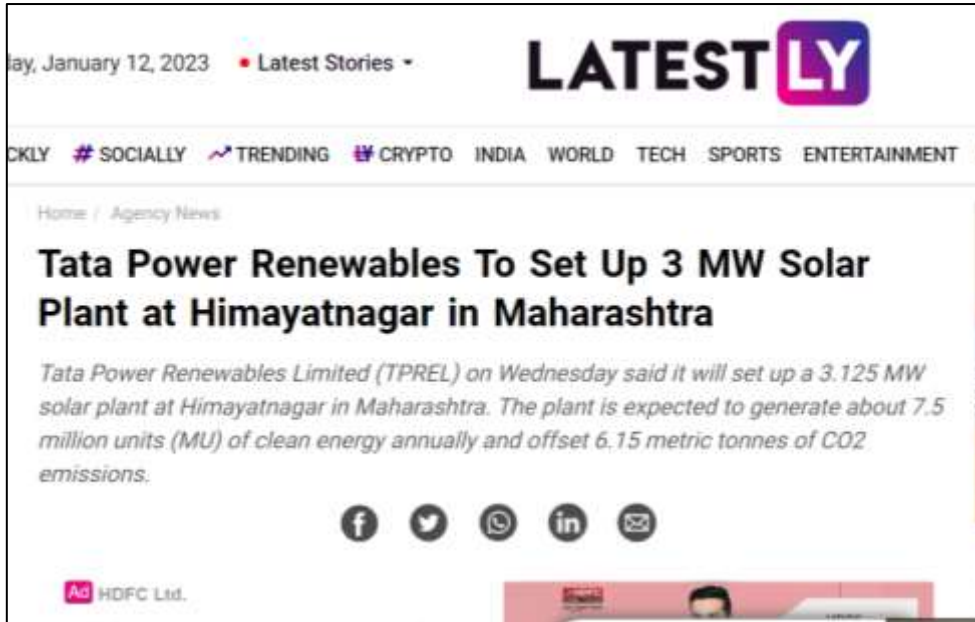 lay, January 12, 2023 • Latest Stories
LATESTLY
CKLY # SOCIALLY TRENDING CRYPTO INDIA WORLD TECH SPORTS ENTERTAINMENT
Home / Agency News
Tata Power Renewables To Set Up 3 MW Solar
Plant at Himayatnagar in Maharashtra
Tata Power Renewables Limited (TPREL) on Wednesday said it will set up a 3.125 MW
solar plant at Himayatnagar in Maharashtra. The plant is expected to generate about 7.5
million units (MU) of clean energy annually and offset 6.15 metric tonnes of CO2
emissions.
Ad HDFC Ltd.